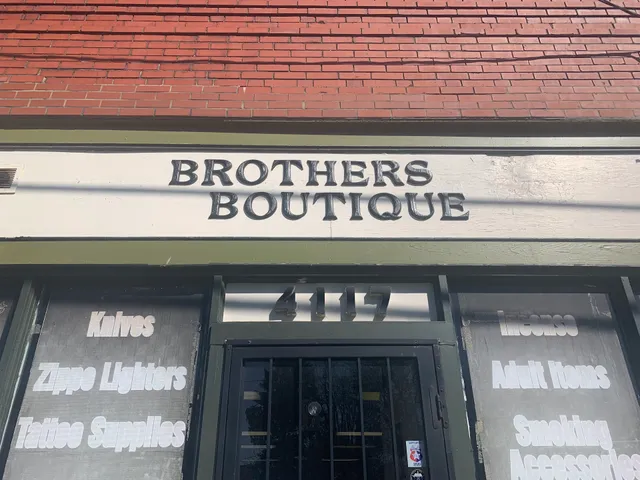 BROTHERS
BOUTIQUE
4117
Knives
Zippo Lighters
Tattoo Supplies
Incense
Adult Items
Smoking
Accessories